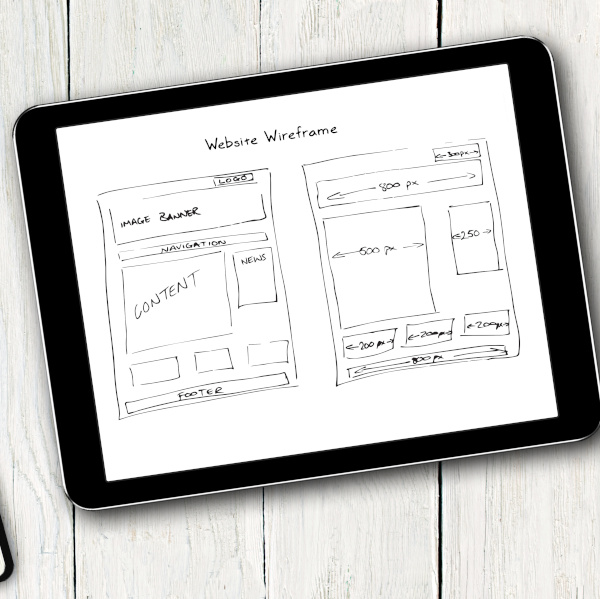 Website Wireframe
LOGO
IMAGE BANNER
NAVIGATION
CONTENT
NEWS
FOOTER
300px
800 px
500 px
250
200 px
200px
200px
800 px